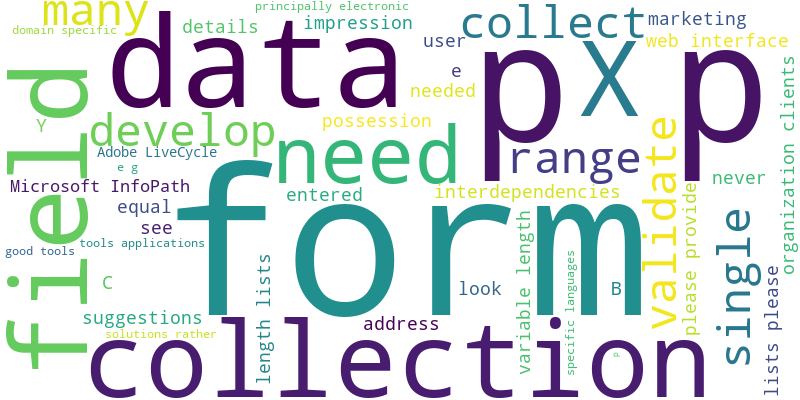 many
principally electronic
domain specific
details
impression
collect
marketing
data
user
web interface
p
X
p
e
needed
field
Y
develop
possession
range
validate
organization clients
Adobe LiveCycle
need
e g
Microsoft InfoPath
entered
interdependencies
never
equal
form
see
single
please provide
tools applications
good tools
variable length
specific languages
length lists
lists please
C
look
B
suggestions
address
solutions rather
collection
P